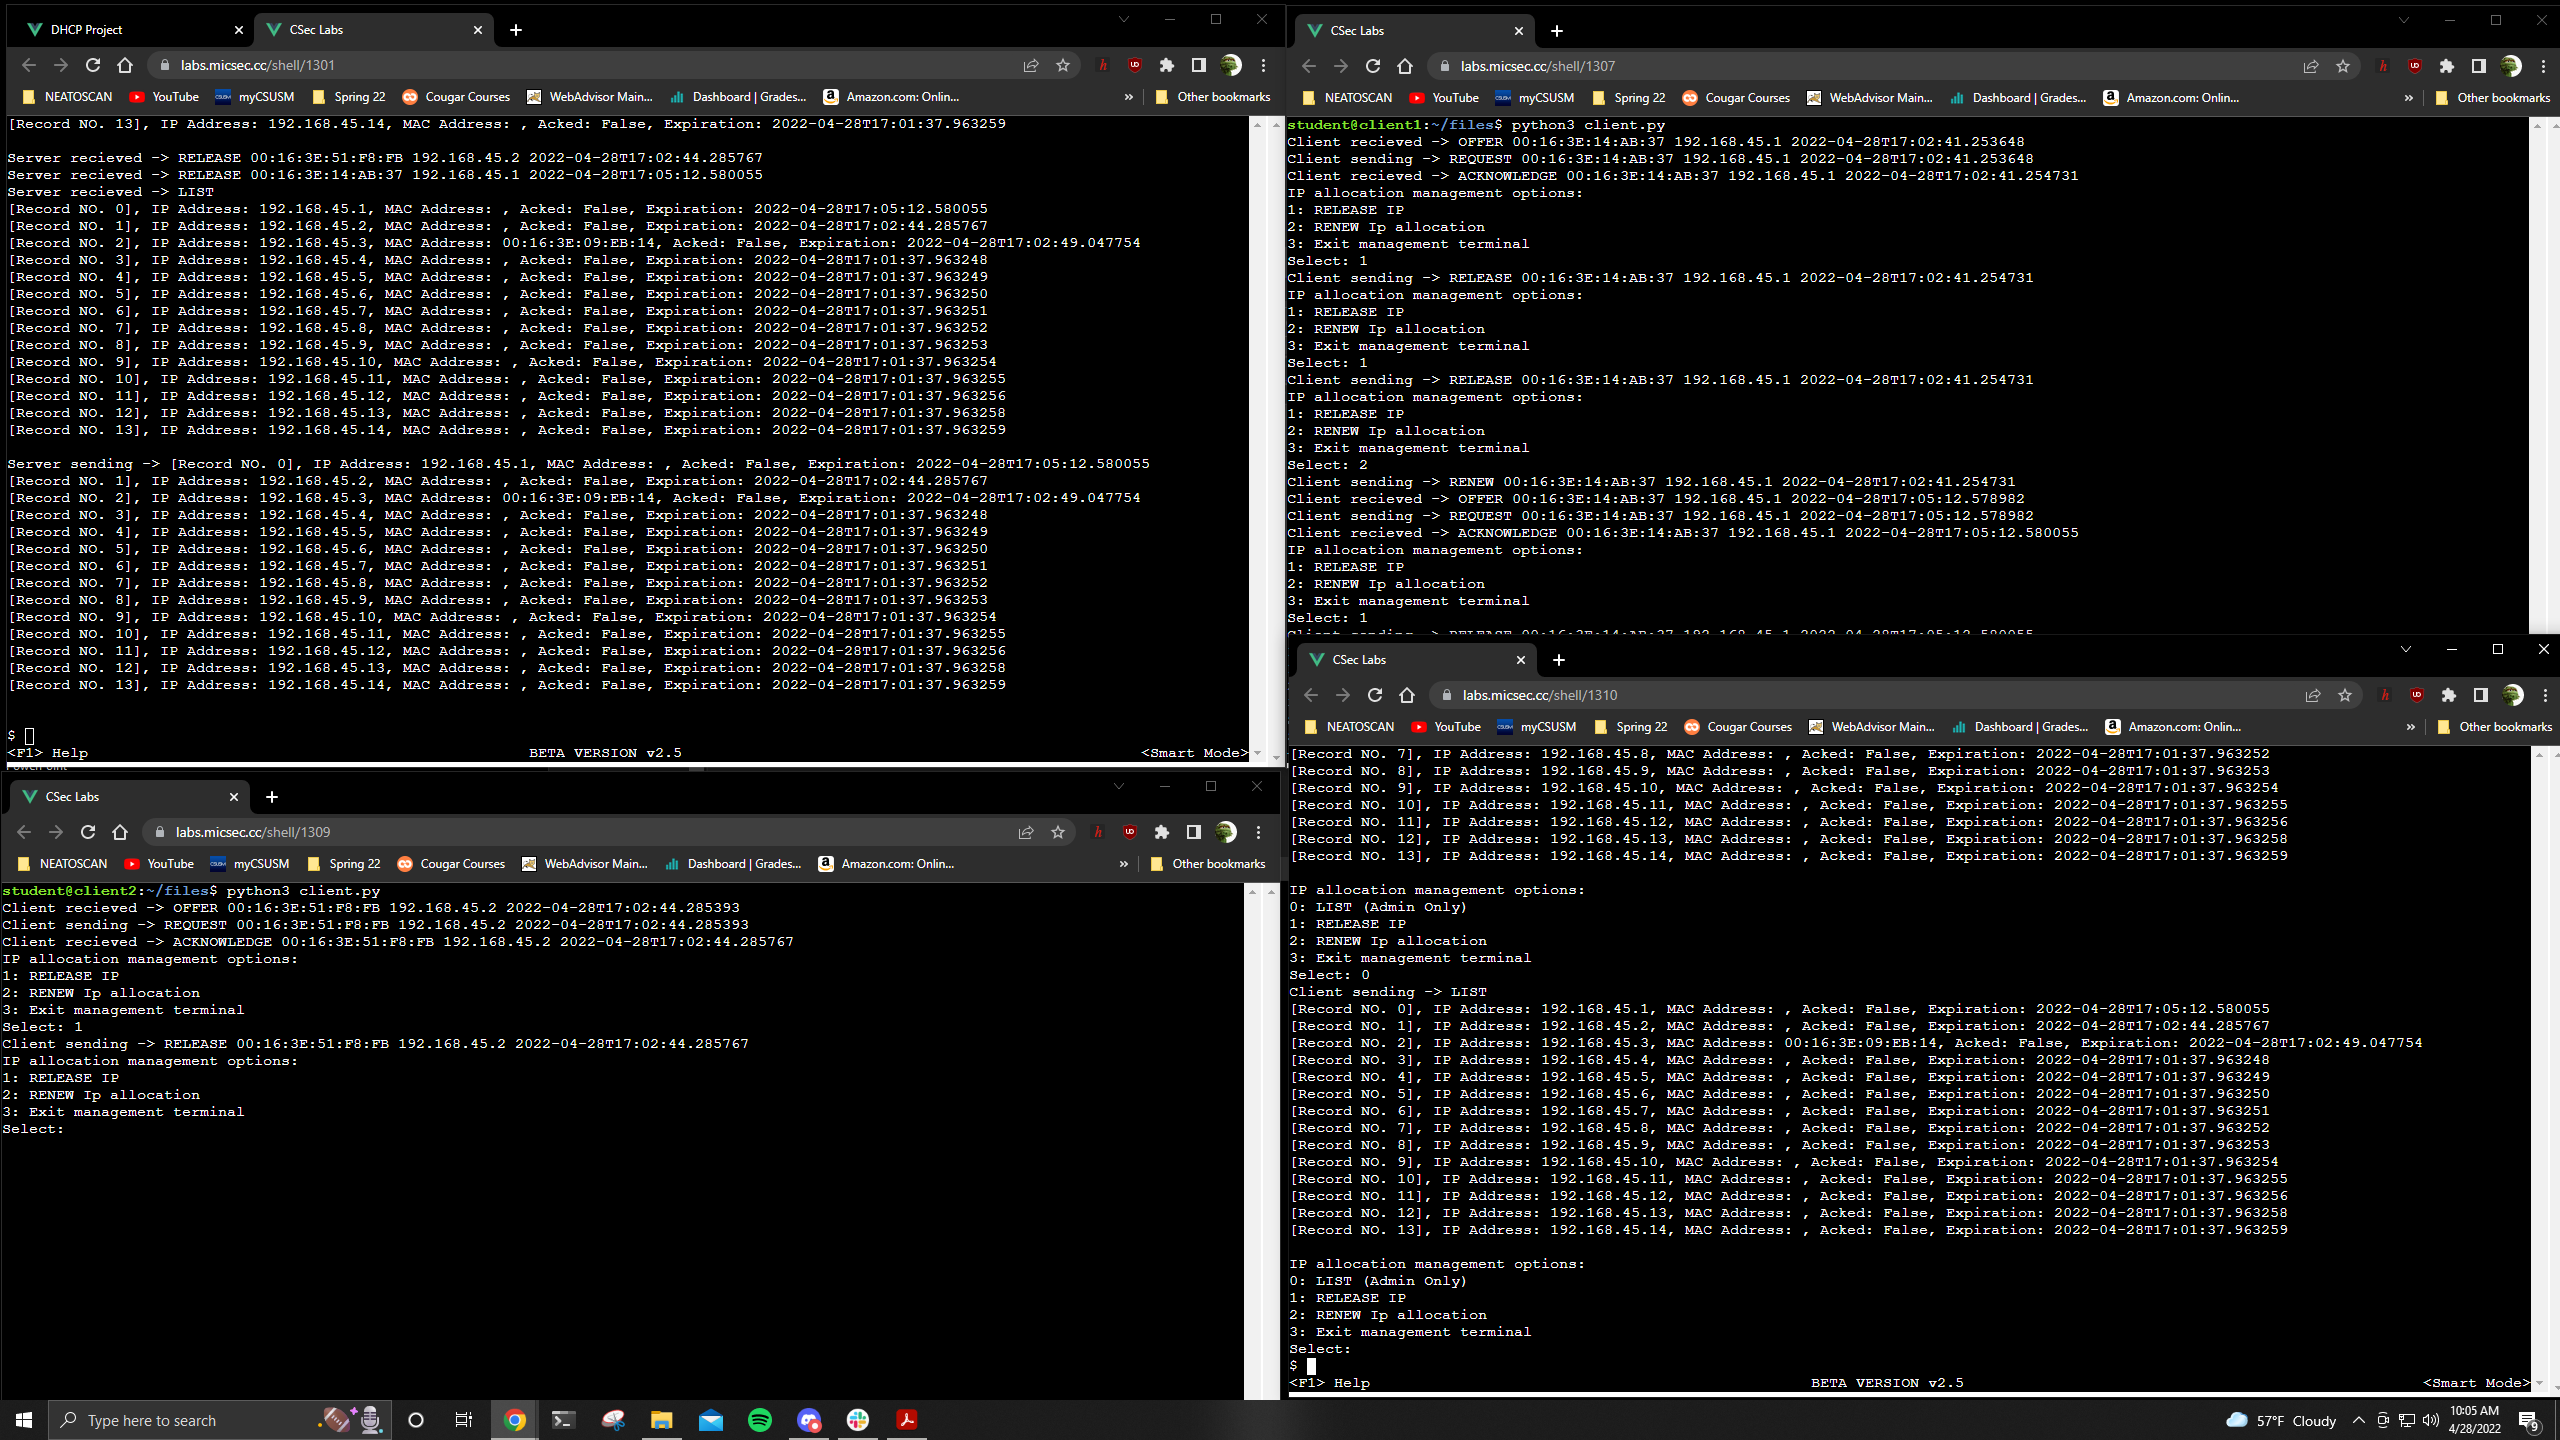 DHCP Project
CSec Labs
labs.micsec.cc/shell/1301
NEATOSCAN YouTube myCSUSM Spring 22 Cougar Courses WebAdvisor Main... Dashboard | Grades... Amazon.com: Onlin... » Other bookmarks
[Record NO. 13], IP Address: 192.168.45.14, MAC Address: , Acked: False, Expiration: 2022-04-28T17:01:37.963259
Server recieved -> RELEASE 00:16:3E:51:F8:FB 192.168.45.2 2022-04-28T17:02:44.285767
Server recieved -> RELEASE 00:16:3E:14:AB:37 192.168.45.1 2022-04-28T17:05:12.580055
Server recieved -> LIST
[Record NO. 0], IP Address: 192.168.45.1, MAC Address: , Acked: False, Expiration: 2022-04-28T17:05:12.580055
[Record NO. 1], IP Address: 192.168.45.2, MAC Address: , Acked: False, Expiration: 2022-04-28T17:02:44.285767
[Record NO. 2], IP Address: 192.168.45.3, MAC Address: 00:16:3E:09:EB:14, Acked: False, Expiration: 2022-04-28T17:02:49.047754
[Record NO. 3], IP Address: 192.168.45.4, MAC Address: , Acked: False, Expiration: 2022-04-28T17:01:37.963248
[Record NO. 4], IP Address: 192.168.45.5, MAC Address: , Acked: False, Expiration: 2022-04-28T17:01:37.963249
[Record NO. 5], IP Address: 192.168.45.6, MAC Address: , Acked: False, Expiration: 2022-04-28T17:01:37.963250
[Record NO. 6], IP Address: 192.168.45.7, MAC Address: , Acked: False, Expiration: 2022-04-28T17:01:37.963251
[Record NO. 7], IP Address: 192.168.45.8, MAC Address: , Acked: False, Expiration: 2022-04-28T17:01:37.963252
[Record NO. 8], IP Address: 192.168.45.9, MAC Address: , Acked: False, Expiration: 2022-04-28T17:01:37.963253
[Record NO. 9], IP Address: 192.168.45.10, MAC Address: , Acked: False, Expiration: 2022-04-28T17:01:37.963254
[Record NO. 10], IP Address: 192.168.45.11, MAC Address: , Acked: False, Expiration: 2022-04-28T17:01:37.963255
[Record NO. 11], IP Address: 192.168.45.12, MAC Address: , Acked: False, Expiration: 2022-04-28T17:01:37.963256
[Record NO. 12], IP Address: 192.168.45.13, MAC Address: , Acked: False, Expiration: 2022-04-28T17:01:37.963258
[Record NO. 13], IP Address: 192.168.45.14, MAC Address: , Acked: False, Expiration: 2022-04-28T17:01:37.963259
Server sending -> [Record NO. 0], IP Address: 192.168.45.1, MAC Address: , Acked: False, Expiration: 2022-04-28T17:05:12.580055
[Record NO. 1], IP Address: 192.168.45.2, MAC Address: , Acked: False, Expiration: 2022-04-28T17:02:44.285767
[Record NO. 2], IP Address: 192.168.45.3, MAC Address: 00:16:3E:09:EB:14, Acked: False, Expiration: 2022-04-28T17:02:49.047754
[Record NO. 3], IP Address: 192.168.45.4, MAC Address: , Acked: False, Expiration: 2022-04-28T17:01:37.963248
[Record NO. 4], IP Address: 192.168.45.5, MAC Address: , Acked: False, Expiration: 2022-04-28T17:01:37.963249
[Record NO. 5], IP Address: 192.168.45.6, MAC Address: , Acked: False, Expiration: 2022-04-28T17:01:37.963250
[Record NO. 6], IP Address: 192.168.45.7, MAC Address: , Acked: False, Expiration: 2022-04-28T17:01:37.963251
[Record NO. 7], IP Address: 192.168.45.8, MAC Address: , Acked: False, Expiration: 2022-04-28T17:01:37.963252
[Record NO. 8], IP Address: 192.168.45.9, MAC Address: , Acked: False, Expiration: 2022-04-28T17:01:37.963253
[Record NO. 9], IP Address: 192.168.45.10, MAC Address: , Acked: False, Expiration: 2022-04-28T17:01:37.963254
[Record NO. 10], IP Address: 192.168.45.11, MAC Address: , Acked: False, Expiration: 2022-04-28T17:01:37.963255
[Record NO. 11], IP Address: 192.168.45.12, MAC Address: , Acked: False, Expiration: 2022-04-28T17:01:37.963256
[Record NO. 12], IP Address: 192.168.45.13, MAC Address: , Acked: False, Expiration: 2022-04-28T17:01:37.963258
[Record NO. 13], IP Address: 192.168.45.14, MAC Address: , Acked: False, Expiration: 2022-04-28T17:01:37.963259
$
<F1> Help BETA VERSION v2.5 <Smart Mode>
CSec Labs
labs.micsec.cc/shell/1307
NEATOSCAN YouTube myCSUSM Spring 22 Cougar Courses WebAdvisor Main... Dashboard | Grades... Amazon.com: Onlin... » Other bookmarks
student@client1:~/files$ python3 client.py
Client recieved -> OFFER 00:16:3E:14:AB:37 192.168.45.1 2022-04-28T17:02:41.253648
Client sending -> REQUEST 00:16:3E:14:AB:37 192.168.45.1 2022-04-28T17:02:41.253648
Client recieved -> ACKNOWLEDGE 00:16:3E:14:AB:37 192.168.45.1 2022-04-28T17:02:41.254731
IP allocation management options:
1: RELEASE IP
2: RENEW Ip allocation
3: Exit management terminal
Select: 1
Client sending -> RELEASE 00:16:3E:14:AB:37 192.168.45.1 2022-04-28T17:02:41.254731
IP allocation management options:
1: RELEASE IP
2: RENEW Ip allocation
3: Exit management terminal
Select: 1
Client sending -> RELEASE 00:16:3E:14:AB:37 192.168.45.1 2022-04-28T17:02:41.254731
IP allocation management options:
1: RELEASE IP
2: RENEW Ip allocation
3: Exit management terminal
Select: 2
Client sending -> RENEW 00:16:3E:14:AB:37 192.168.45.1 2022-04-28T17:02:41.254731
Client recieved -> OFFER 00:16:3E:14:AB:37 192.168.45.1 2022-04-28T17:05:12.578982
Client sending -> REQUEST 00:16:3E:14:AB:37 192.168.45.1 2022-04-28T17:05:12.578982
Client recieved -> ACKNOWLEDGE 00:16:3E:14:AB:37 192.168.45.1 2022-04-28T17:05:12.580055
IP allocation management options:
1: RELEASE IP
2: RENEW Ip allocation
3: Exit management terminal
Select: 1
Client sending -> RELEASE 00:16:3E:14:AB:37 192.168.45.1 2022-04-28T17:05:12.580055
CSec Labs
labs.micsec.cc/shell/1309
NEATOSCAN YouTube myCSUSM Spring 22 Cougar Courses WebAdvisor Main... Dashboard | Grades... Amazon.com: Onlin... » Other bookmarks
student@client2:~/files$ python3 client.py
Client recieved -> OFFER 00:16:3E:51:F8:FB 192.168.45.2 2022-04-28T17:02:44.285393
Client sending -> REQUEST 00:16:3E:51:F8:FB 192.168.45.2 2022-04-28T17:02:44.285393
Client recieved -> ACKNOWLEDGE 00:16:3E:51:F8:FB 192.168.45.2 2022-04-28T17:02:44.285767
IP allocation management options:
1: RELEASE IP
2: RENEW Ip allocation
3: Exit management terminal
Select: 1
Client sending -> RELEASE 00:16:3E:51:F8:FB 192.168.45.2 2022-04-28T17:02:44.285767
IP allocation management options:
1: RELEASE IP
2: RENEW Ip allocation
3: Exit management terminal
Select:
CSec Labs
labs.micsec.cc/shell/1310
NEATOSCAN YouTube myCSUSM Spring 22 Cougar Courses WebAdvisor Main... Dashboard | Grades... Amazon.com: Onlin... » Other bookmarks
[Record NO. 7], IP Address: 192.168.45.8, MAC Address: , Acked: False, Expiration: 2022-04-28T17:01:37.963252
[Record NO. 8], IP Address: 192.168.45.9, MAC Address: , Acked: False, Expiration: 2022-04-28T17:01:37.963253
[Record NO. 9], IP Address: 192.168.45.10, MAC Address: , Acked: False, Expiration: 2022-04-28T17:01:37.963254
[Record NO. 10], IP Address: 192.168.45.11, MAC Address: , Acked: False, Expiration: 2022-04-28T17:01:37.963255
[Record NO. 11], IP Address: 192.168.45.12, MAC Address: , Acked: False, Expiration: 2022-04-28T17:01:37.963256
[Record NO. 12], IP Address: 192.168.45.13, MAC Address: , Acked: False, Expiration: 2022-04-28T17:01:37.963258
[Record NO. 13], IP Address: 192.168.45.14, MAC Address: , Acked: False, Expiration: 2022-04-28T17:01:37.963259
IP allocation management options:
0: LIST (Admin Only)
1: RELEASE IP
2: RENEW Ip allocation
3: Exit management terminal
Select: 0
Client sending -> LIST
[Record NO. 0], IP Address: 192.168.45.1, MAC Address: , Acked: False, Expiration: 2022-04-28T17:05:12.580055
[Record NO. 1], IP Address: 192.168.45.2, MAC Address: , Acked: False, Expiration: 2022-04-28T17:02:44.285767
[Record NO. 2], IP Address: 192.168.45.3, MAC Address: 00:16:3E:09:EB:14, Acked: False, Expiration: 2022-04-28T17:02:49.047754
[Record NO. 3], IP Address: 192.168.45.4, MAC Address: , Acked: False, Expiration: 2022-04-28T17:01:37.963248
[Record NO. 4], IP Address: 192.168.45.5, MAC Address: , Acked: False, Expiration: 2022-04-28T17:01:37.963249
[Record NO. 5], IP Address: 192.168.45.6, MAC Address: , Acked: False, Expiration: 2022-04-28T17:01:37.963250
[Record NO. 6], IP Address: 192.168.45.7, MAC Address: , Acked: False, Expiration: 2022-04-28T17:01:37.963251
[Record NO. 7], IP Address: 192.168.45.8, MAC Address: , Acked: False, Expiration: 2022-04-28T17:01:37.963252
[Record NO. 8], IP Address: 192.168.45.9, MAC Address: , Acked: False, Expiration: 2022-04-28T17:01:37.963253
[Record NO. 9], IP Address: 192.168.45.10, MAC Address: , Acked: False, Expiration: 2022-04-28T17:01:37.963254
[Record NO. 10], IP Address: 192.168.45.11, MAC Address: , Acked: False, Expiration: 2022-04-28T17:01:37.963255
[Record NO. 11], IP Address: 192.168.45.12, MAC Address: , Acked: False, Expiration: 2022-04-28T17:01:37.963256
[Record NO. 12], IP Address: 192.168.45.13, MAC Address: , Acked: False, Expiration: 2022-04-28T17:01:37.963258
[Record NO. 13], IP Address: 192.168.45.14, MAC Address: , Acked: False, Expiration: 2022-04-28T17:01:37.963259
IP allocation management options:
0: LIST (Admin Only)
1: RELEASE IP
2: RENEW Ip allocation
3: Exit management terminal
Select:
$
<F1> Help BETA VERSION v2.5 <Smart Mode>
Type here to search
57°F Cloudy
10:05 AM
4/28/2022
9